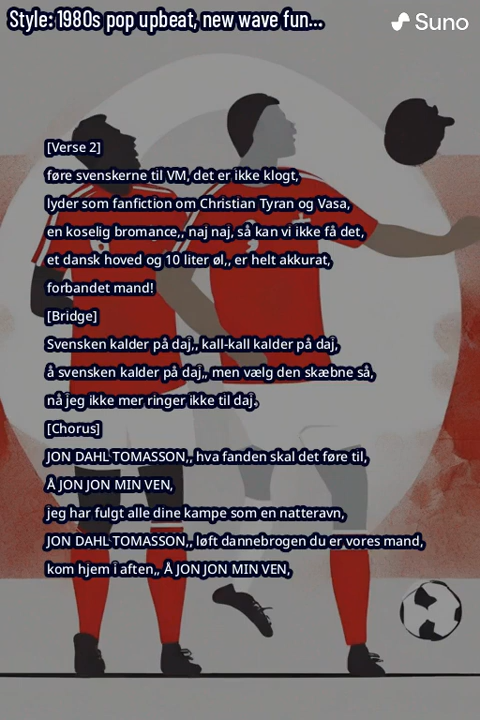 Style: 1980s pop upbeat, new wave fun...
Suno
[Verse 2]
føre svenskerne til VM, det er ikke klogt,
lyder som fanfiction om Christian Tyran og Vasa,
en koselig bromance,, naj naj, så kan vi ikke få det,
et dansk hoved og 10 liter øl,, er helt akkurat,
forbandet mand!
[Bridge]
Svensken kalder på daj,, kall-kall kalder på daj,
å svensken kalder på daj,, men vælg den skæbne så,
nå jeg ikke mer ringer ikke til daj.
[Chorus]
JON DAHL TOMASSON,, hva fanden skal det føre til,
Å JON JON MIN VEN,
jeg har fulgt alle dine kampe som en natteravn,
JON DAHL TOMASSON,, løft dannebrogen du er vores mand,
kom hjem i aften,, Å JON JON MIN VEN,